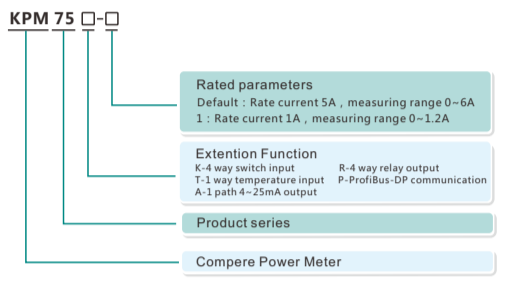 KPM 75 □-□
Rated parameters
Default : Rate current 5A , measuring range 0~6A
1 : Rate current 1A , measuring range 0~1.2A
Extention Function
K-4 way switch input R-4 way relay output
T-1 way temperature input P-ProfiBus-DP communication
A-1 path 4~25mA output
Product series
Compere Power Meter